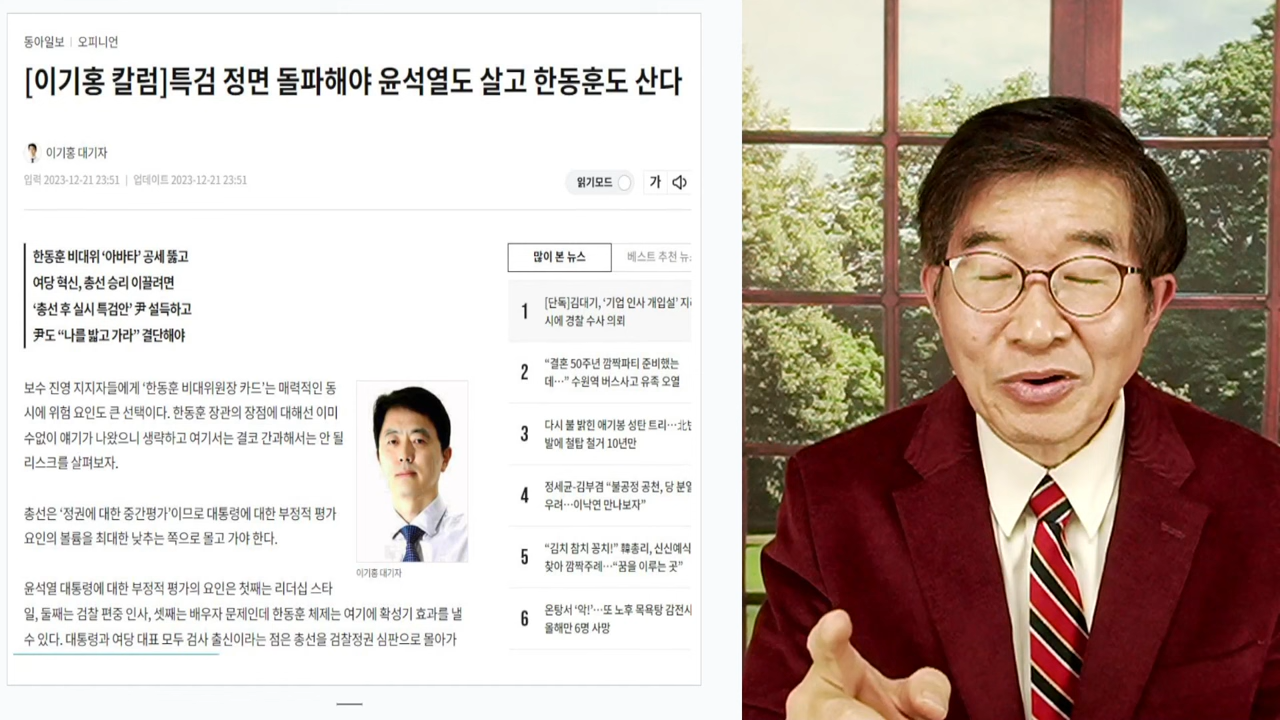 동아일보 | 오피니언
[이기홍 칼럼]특검 정면 돌파해야 윤석열도 살고 한동훈도 산다
이기홍 대기자
입력 2023-12-21 23:51 | 업데이트 2023-12-21 23:51
읽기모드 가
한동훈 비대위 ‘아바타’ 공세 뚫고
여당 혁신, 총선 승리 이끌려면
‘총선 후 실시 특검안’ 尹 설득하고
尹도 “나를 밟고 가라” 결단해야
보수 진영 지지자들에게 ‘한동훈 비대위원장 카드’는 매력적인 동
시에 위험 요인도 큰 선택이다. 한동훈 장관의 장점에 대해선 이미
수없이 얘기가 나왔으니 생략하고 여기서는 결코 간과해서는 안 될
리스크를 살펴보자.
총선은 ‘정권에 대한 중간평가’이므로 대통령에 대한 부정적 평가
요인의 볼륨을 최대한 낮추는 쪽으로 몰고 가야 한다.
이기홍 대기자
윤석열 대통령에 대한 부정적 평가의 요인은 첫째는 리더십 스타
일, 둘째는 검찰 편중 인사, 셋째는 배우자 문제인데 한동훈 체제는 여기에 확성기 효과를 낼
수 있다. 대통령과 여당 대표 모두 검사 출신이라는 점은 총선을 검찰정권 심판으로 몰아가
많이 본 뉴스 베스트 추천 뉴
1 [단독]김대기, ‘기업 인사 개입설’
시에 경찰 수사 의뢰
2 “결혼 50주년 깜짝파티 준비했는
데…” 수원역 버스사고 유족 오열
3 다시 불 밝힌 애기봉 성탄 트리…北
발에 철탑 철거 10년만
4 정세균-김부겸 “불공정 공천, 당 분열
우려…이낙연 만나보자”
5 “김치 참치 꽁치!” 韓총리, 신신예식
찾아 깜짝주례…“꿈을 이루는 곳”
6 온탕서 ‘악!’…또 노후 목욕탕 감전사
올해만 6명 사망